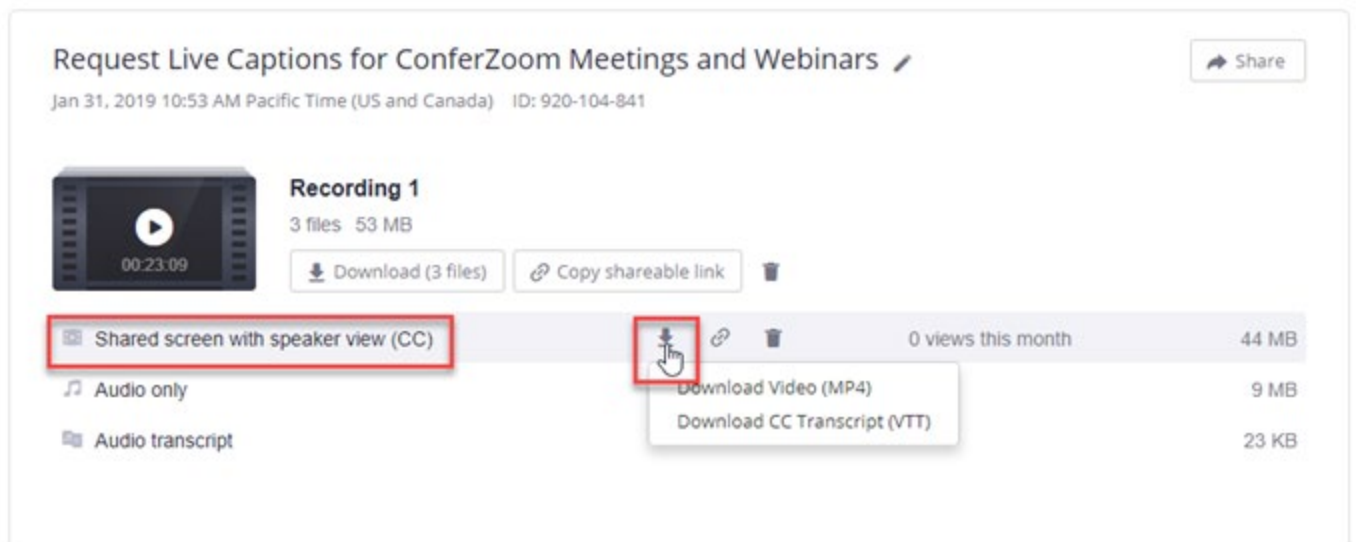 Request Live Captions for ConferZoom Meetings and Webinars
Share
Jan 31, 2019 10:53 AM Pacific Time (US and Canada) ID: 920-104-841
Recording 1
3 files 53 MB
00:23:09
Download (3 files)
Copy shareable link
Shared screen with speaker view (CC)
0 views this month
44 MB
Audio only
Download Video (MP4)
9 MB
Download CC Transcript (VTT)
Audio transcript
23 KB